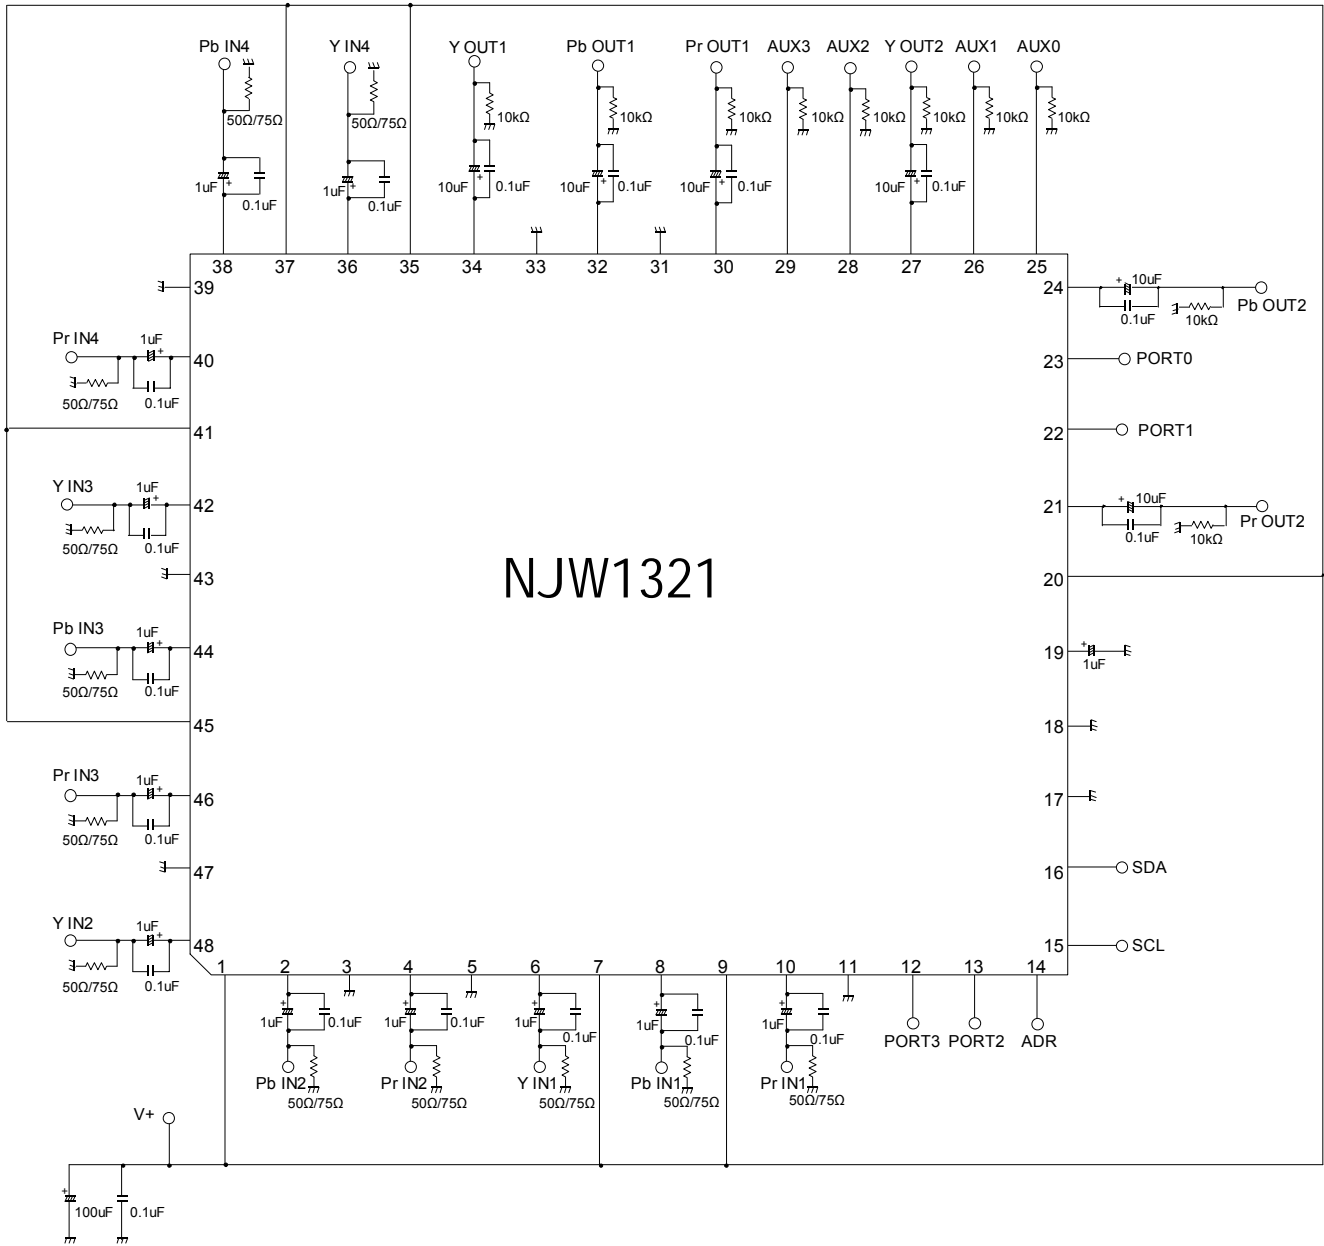 Pb IN4
Y IN4
Y OUT1
Pb OUT1
Pr OUT1
AUX3
AUX2
Y OUT2
AUX1
AUX0
50Ω/75Ω
50Ω/75Ω
10kΩ
10kΩ
10kΩ
10kΩ
10kΩ
10kΩ
10kΩ
10kΩ
1uF
+
0.1uF
1uF
+
0.1uF
10uF
+
0.1uF
10uF
+
0.1uF
10uF
+
0.1uF
10uF
+
0.1uF
38
37
36
35
34
33
32
31
30
29
28
27
26
25
39
24
+
10uF
0.1uF
10kΩ
Pb OUT2
Pr IN4
1uF
+
40
50Ω/75Ω
0.1uF
23
PORT0
41
22
PORT1
Y IN3
1uF
+
42
50Ω/75Ω
0.1uF
21
+
10uF
0.1uF
10kΩ
Pr OUT2
43
NJW1321
20
Pb IN3
1uF
+
44
50Ω/75Ω
0.1uF
19
+
1uF
45
18
Pr IN3
1uF
+
46
50Ω/75Ω
0.1uF
17
47
16
SDA
Y IN2
1uF
+
48
50Ω/75Ω
0.1uF
15
SCL
1
2
3
4
5
6
7
8
9
10
11
12
13
14
+
1uF
0.1uF
+
1uF
0.1uF
+
1uF
0.1uF
+
1uF
0.1uF
+
1uF
0.1uF
PORT3
PORT2
ADR
Pb IN2
Pr IN2
Y IN1
Pb IN1
Pr IN1
50Ω/75Ω
50Ω/75Ω
50Ω/75Ω
50Ω/75Ω
50Ω/75Ω
V+
+
100uF
0.1uF